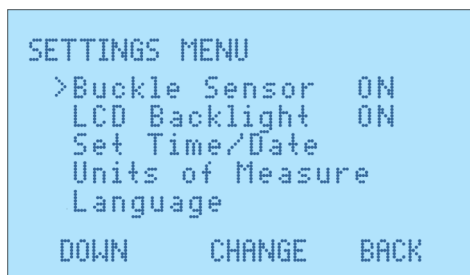 SETTINGS MENU
>Buckle Sensor ON
LCD Backlight ON
Set Time/Date
Units of Measure
Language
DOWN CHANGE BACK